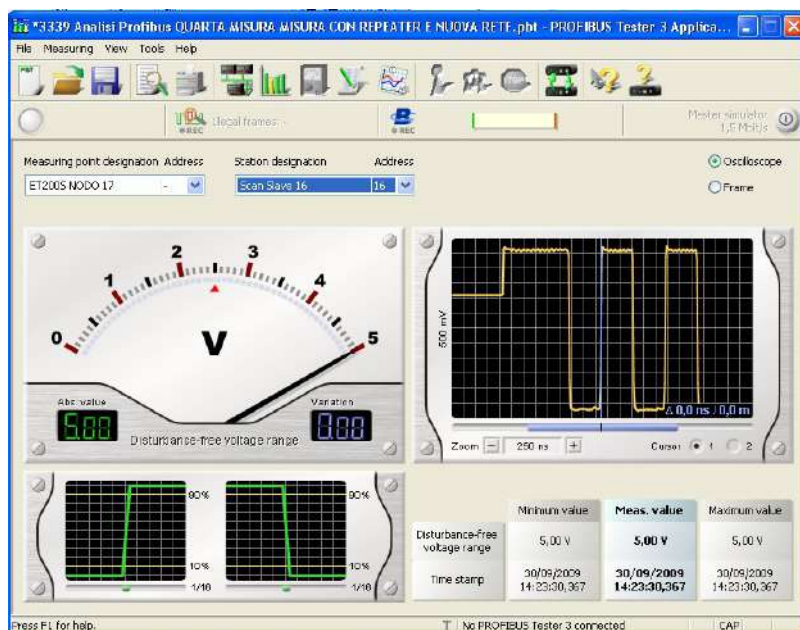 *3339 Analisi Profibus QUARTA MISURA MISURA CON REPEATER E NUOVA RETE.pbt - PROFIBUS Tester 3 Applica...
File Measuring View Tools Help
REC Illegal frames: - REC Master simulator
1,5 Mbit/s
Measuring point designation Address Station designation Address
ET200S NODO 17 - Scan Slave 16 16
Oscilloscope
Frame
0 1 2 3 4 5
V
Abs. value Variation
5.00 0.00
Disturbance-free voltage range
500 mV
Δ 0,0 ns / 0,0 m
Zoom 250 ns Cursor 1 2
90% 90%
10% 10%
1/16 1/16
Minimum value Meas. value Maximum value
Disturbance-free voltage range 5,00 V 5,00 V 5,00 V
Time stamp 30/09/2009 14:23:30,367 30/09/2009 14:23:30,367 30/09/2009 14:23:30,367
Press F1 for help. No PROFIBUS Tester 3 connected CAP